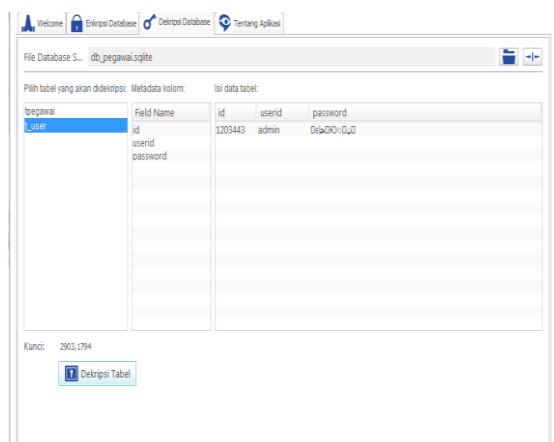 Welcome Enkripsi Database Dekripsi Database Tentang Aplikasi
File Database S... db_pegawai.sqlite
Pilih tabel yang akan didekripsi: Metadata kolom: Isi data tabel:
tpegawai Field Name id userid password
t_user id 1203443 admin
userid
password
Kunci: 2903,1794
Dekripsi Tabel